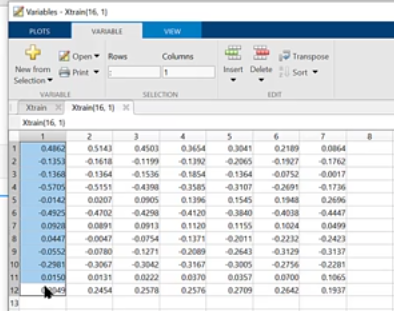 Variables - Xtrain(16, 1)
PLOTS VARIABLE VIEW
New from Selection Open Rows Columns Transpose
Print : 1 Insert Delete Sort
VARIABLE SELECTION EDIT
Xtrain Xtrain(16, 1)
Xtrain(16, 1)
1 2 3 4 5 6 7 8
1 0.4862 0.5143 0.4503 0.3654 0.3041 0.2189 0.0864
2 -0.1353 -0.1618 -0.1199 -0.1392 -0.2065 -0.1927 -0.1762
3 -0.1368 -0.1364 -0.1536 -0.1854 -0.1364 -0.0752 -0.0017
4 -0.5705 -0.5151 -0.4398 -0.3585 -0.3107 -0.2691 -0.1736
5 -0.0142 0.0207 0.0905 0.1396 0.1545 0.1948 0.2696
6 -0.4925 -0.4702 -0.4298 -0.4120 -0.3840 -0.4038 -0.4447
7 0.0928 0.0891 0.0913 0.1120 0.1155 0.1024 0.0499
8 0.0447 -0.0047 -0.0754 -0.1371 -0.2011 -0.2232 -0.2423
9 -0.0552 -0.0780 -0.1271 -0.2089 -0.2643 -0.3129 -0.3137
10 -0.2981 -0.3067 -0.3042 -0.3167 -0.3005 -0.2756 -0.2281
11 0.0150 0.0131 0.0222 0.0370 0.0357 0.0700 0.1065
12 0.2454 0.2578 0.2576 0.2709 0.2642 0.1937
13